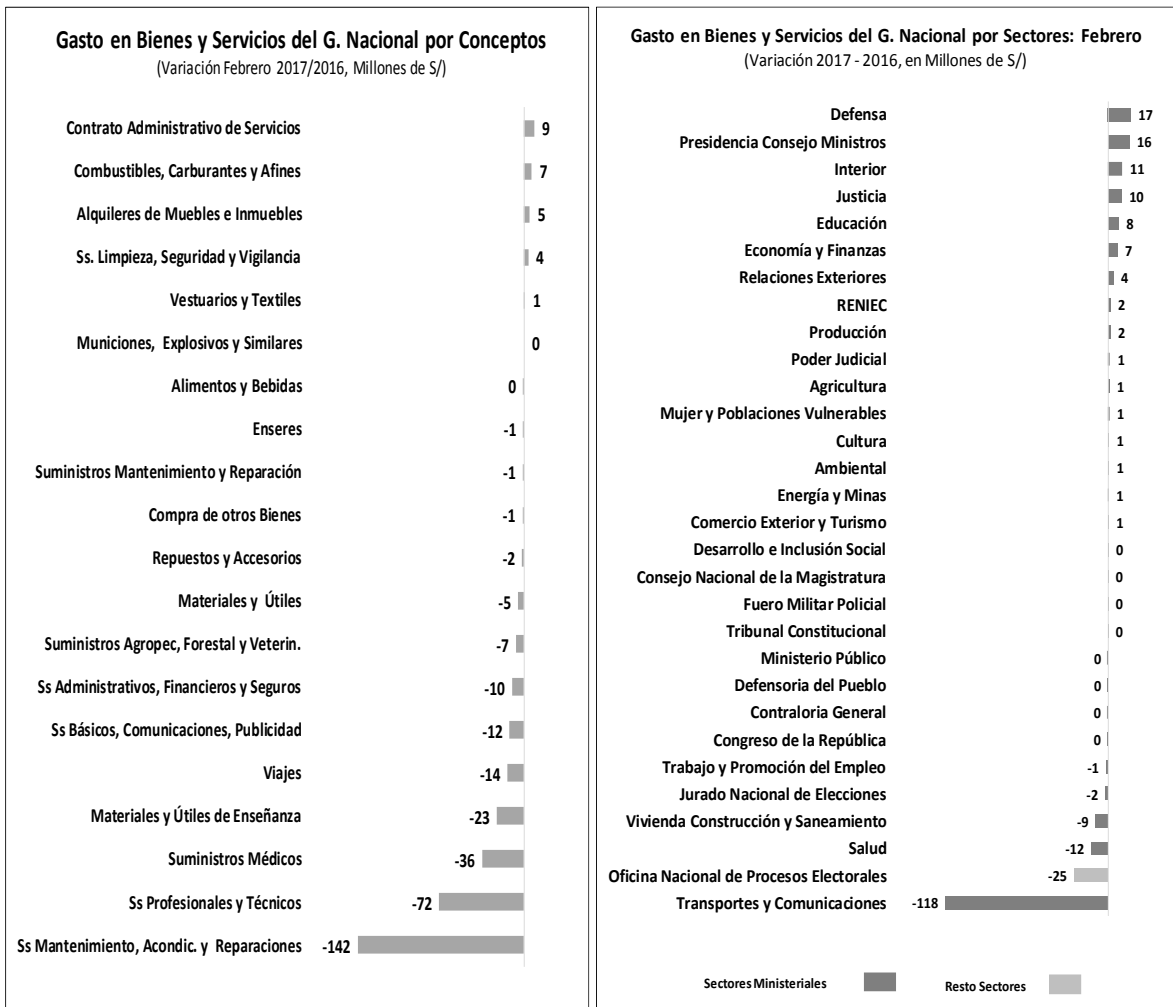 Gasto en Bienes y Servicios del G. Nacional por Conceptos
(Variación Febrero 2017/2016, Millones de S/)
Contrato Administrativo de Servicios 9
Combustibles, Carburantes y Afines 7
Alquileres de Muebles e Inmuebles 5
Ss. Limpieza, Seguridad y Vigilancia 4
Vestuarios y Textiles 1
Municiones, Explosivos y Similares 0
Alimentos y Bebidas 0
Enseres -1
Suministros Mantenimiento y Reparación -1
Compra de otros Bienes -1
Repuestos y Accesorios -2
Materiales y Útiles -5
Suministros Agropec, Forestal y Veterin. -7
Ss Administrativos, Financieros y Seguros -10
Ss Básicos, Comunicaciones, Publicidad -12
Viajes -14
Materiales y Útiles de Enseñanza -23
Suministros Médicos -36
Ss Profesionales y Técnicos -72
Ss Mantenimiento, Acondic. y Reparaciones -142
Gasto en Bienes y Servicios del G. Nacional por Sectores: Febrero
(Variación 2017 - 2016, en Millones de S/)
Defensa 17
Presidencia Consejo Ministros 16
Interior 11
Justicia 10
Educación 8
Economía y Finanzas 7
Relaciones Exteriores 4
RENIEC 2
Producción 2
Poder Judicial 1
Agricultura 1
Mujer y Poblaciones Vulnerables 1
Cultura 1
Ambiental 1
Energía y Minas 1
Comercio Exterior y Turismo 1
Desarrollo e Inclusión Social 0
Consejo Nacional de la Magistratura 0
Fuero Militar Policial 0
Tribunal Constitucional 0
Ministerio Público 0
Defensoria del Pueblo 0
Contraloria General 0
Congreso de la República 0
Trabajo y Promoción del Empleo -1
Jurado Nacional de Elecciones -2
Vivienda Construcción y Saneamiento -9
Salud -12
Oficina Nacional de Procesos Electorales -25
Transportes y Comunicaciones -118
Sectores Ministeriales Resto Sectores